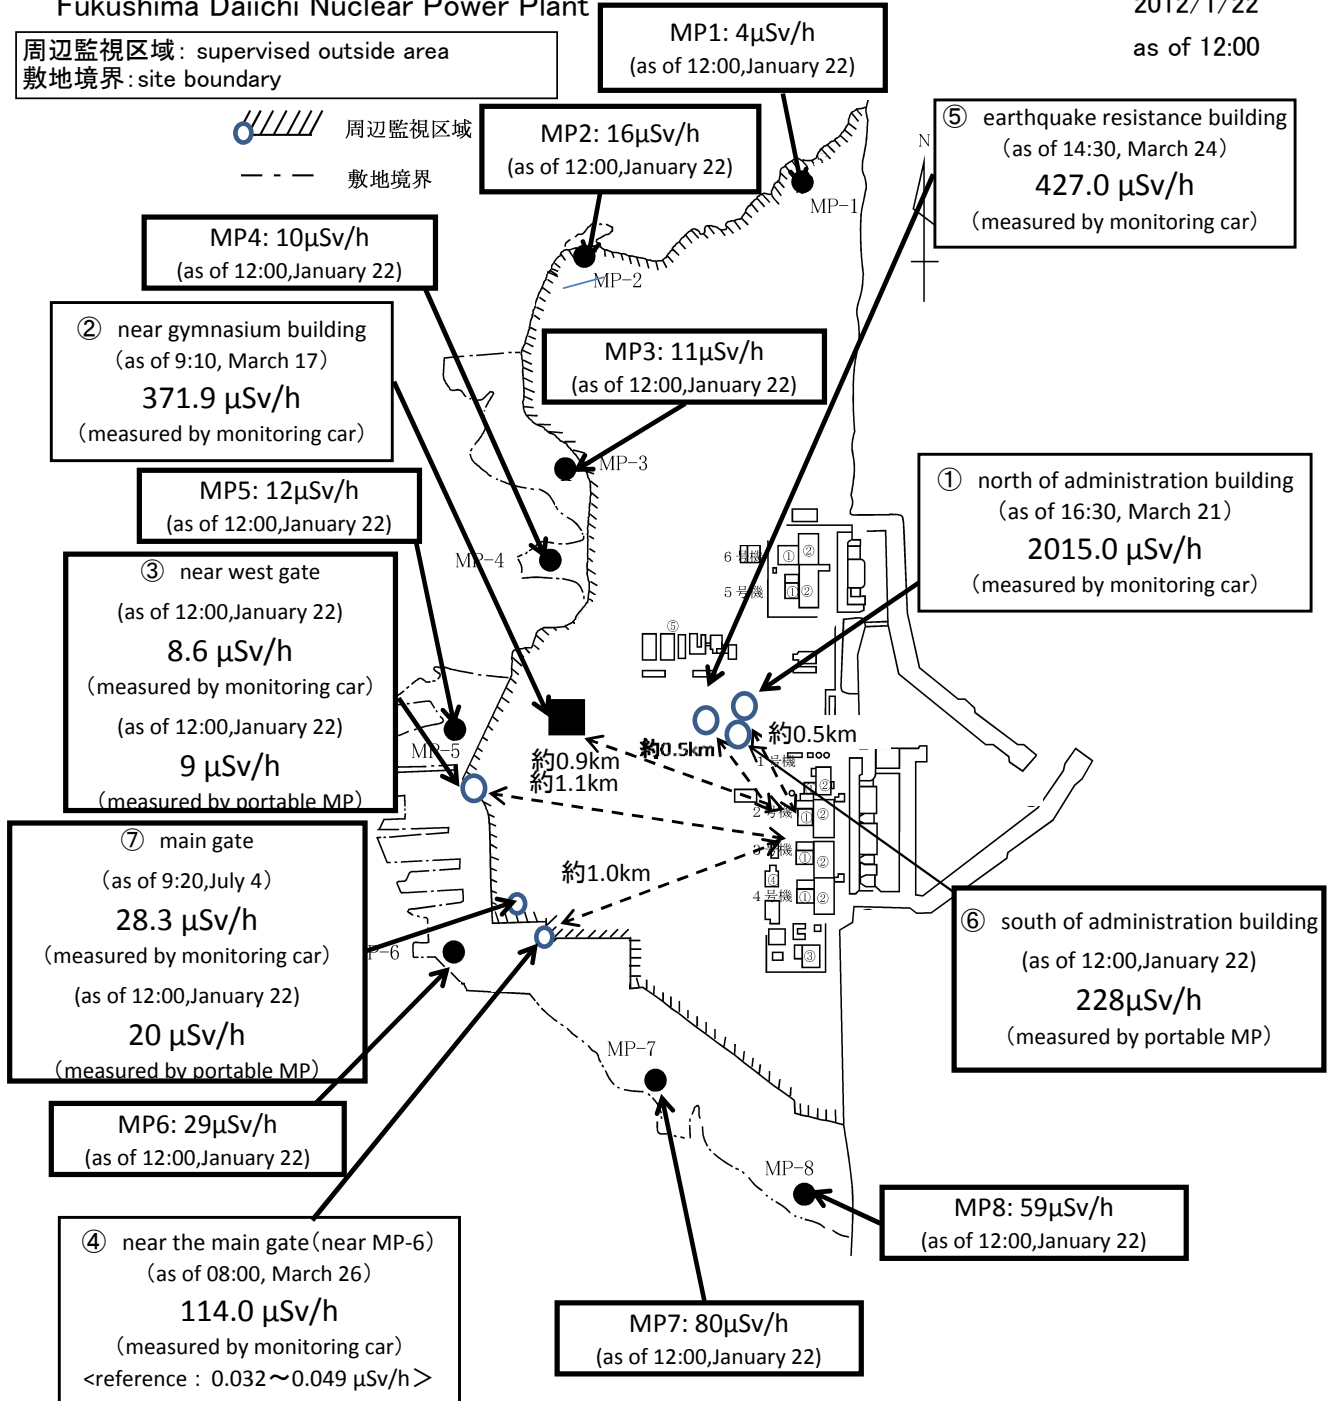 Fukushima Daiichi Nuclear Power Plant
2012/1/22
as of 12:00
周辺監視区域: supervised outside area
敷地境界:site boundary
周辺監視区域
敷地境界
MP1: 4μSv/h
(as of 12:00,January 22)
MP2: 16μSv/h
(as of 12:00,January 22)
⑤ earthquake resistance building
(as of 14:30, March 24)
427.0 μSv/h
(measured by monitoring car)
N
MP-1
MP4: 10μSv/h
(as of 12:00,January 22)
MP-2
② near gymnasium building
(as of 9:10, March 17)
371.9 μSv/h
(measured by monitoring car)
MP3: 11μSv/h
(as of 12:00,January 22)
MP-3
MP5: 12μSv/h
(as of 12:00,January 22)
① north of administration building
(as of 16:30, March 21)
2015.0 μSv/h
(measured by monitoring car)
MP-4
6号機
① ②
5号機
① ②
⑤
③ near west gate
(as of 12:00,January 22)
8.6 μSv/h
(measured by monitoring car)
(as of 12:00,January 22)
9 μSv/h
(measured by portable MP)
MP-5
約0.9km
約1.1km
約0.5km
約0.5km
1号機
②
2号機
① ②
3号機
① ②
④
4号機
① ②
③
約1.0km
⑦ main gate
(as of 9:20,July 4)
28.3 μSv/h
(measured by monitoring car)
(as of 12:00,January 22)
20 μSv/h
(measured by portable MP)
P-6
⑥ south of administration building
(as of 12:00,January 22)
228μSv/h
(measured by portable MP)
MP-7
MP6: 29μSv/h
(as of 12:00,January 22)
MP-8
MP8: 59μSv/h
(as of 12:00,January 22)
④ near the main gate(near MP-6)
(as of 08:00, March 26)
114.0 μSv/h
(measured by monitoring car)
<reference : 0.032～0.049 μSv/h>
MP7: 80μSv/h
(as of 12:00,January 22)